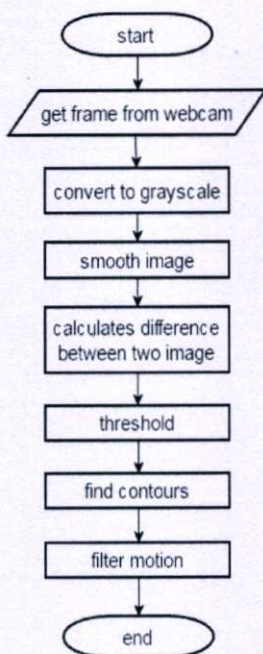 start
get frame from webcam
convert to grayscale
smooth image
calculates difference
between two image
threshold
find contours
filter motion
end